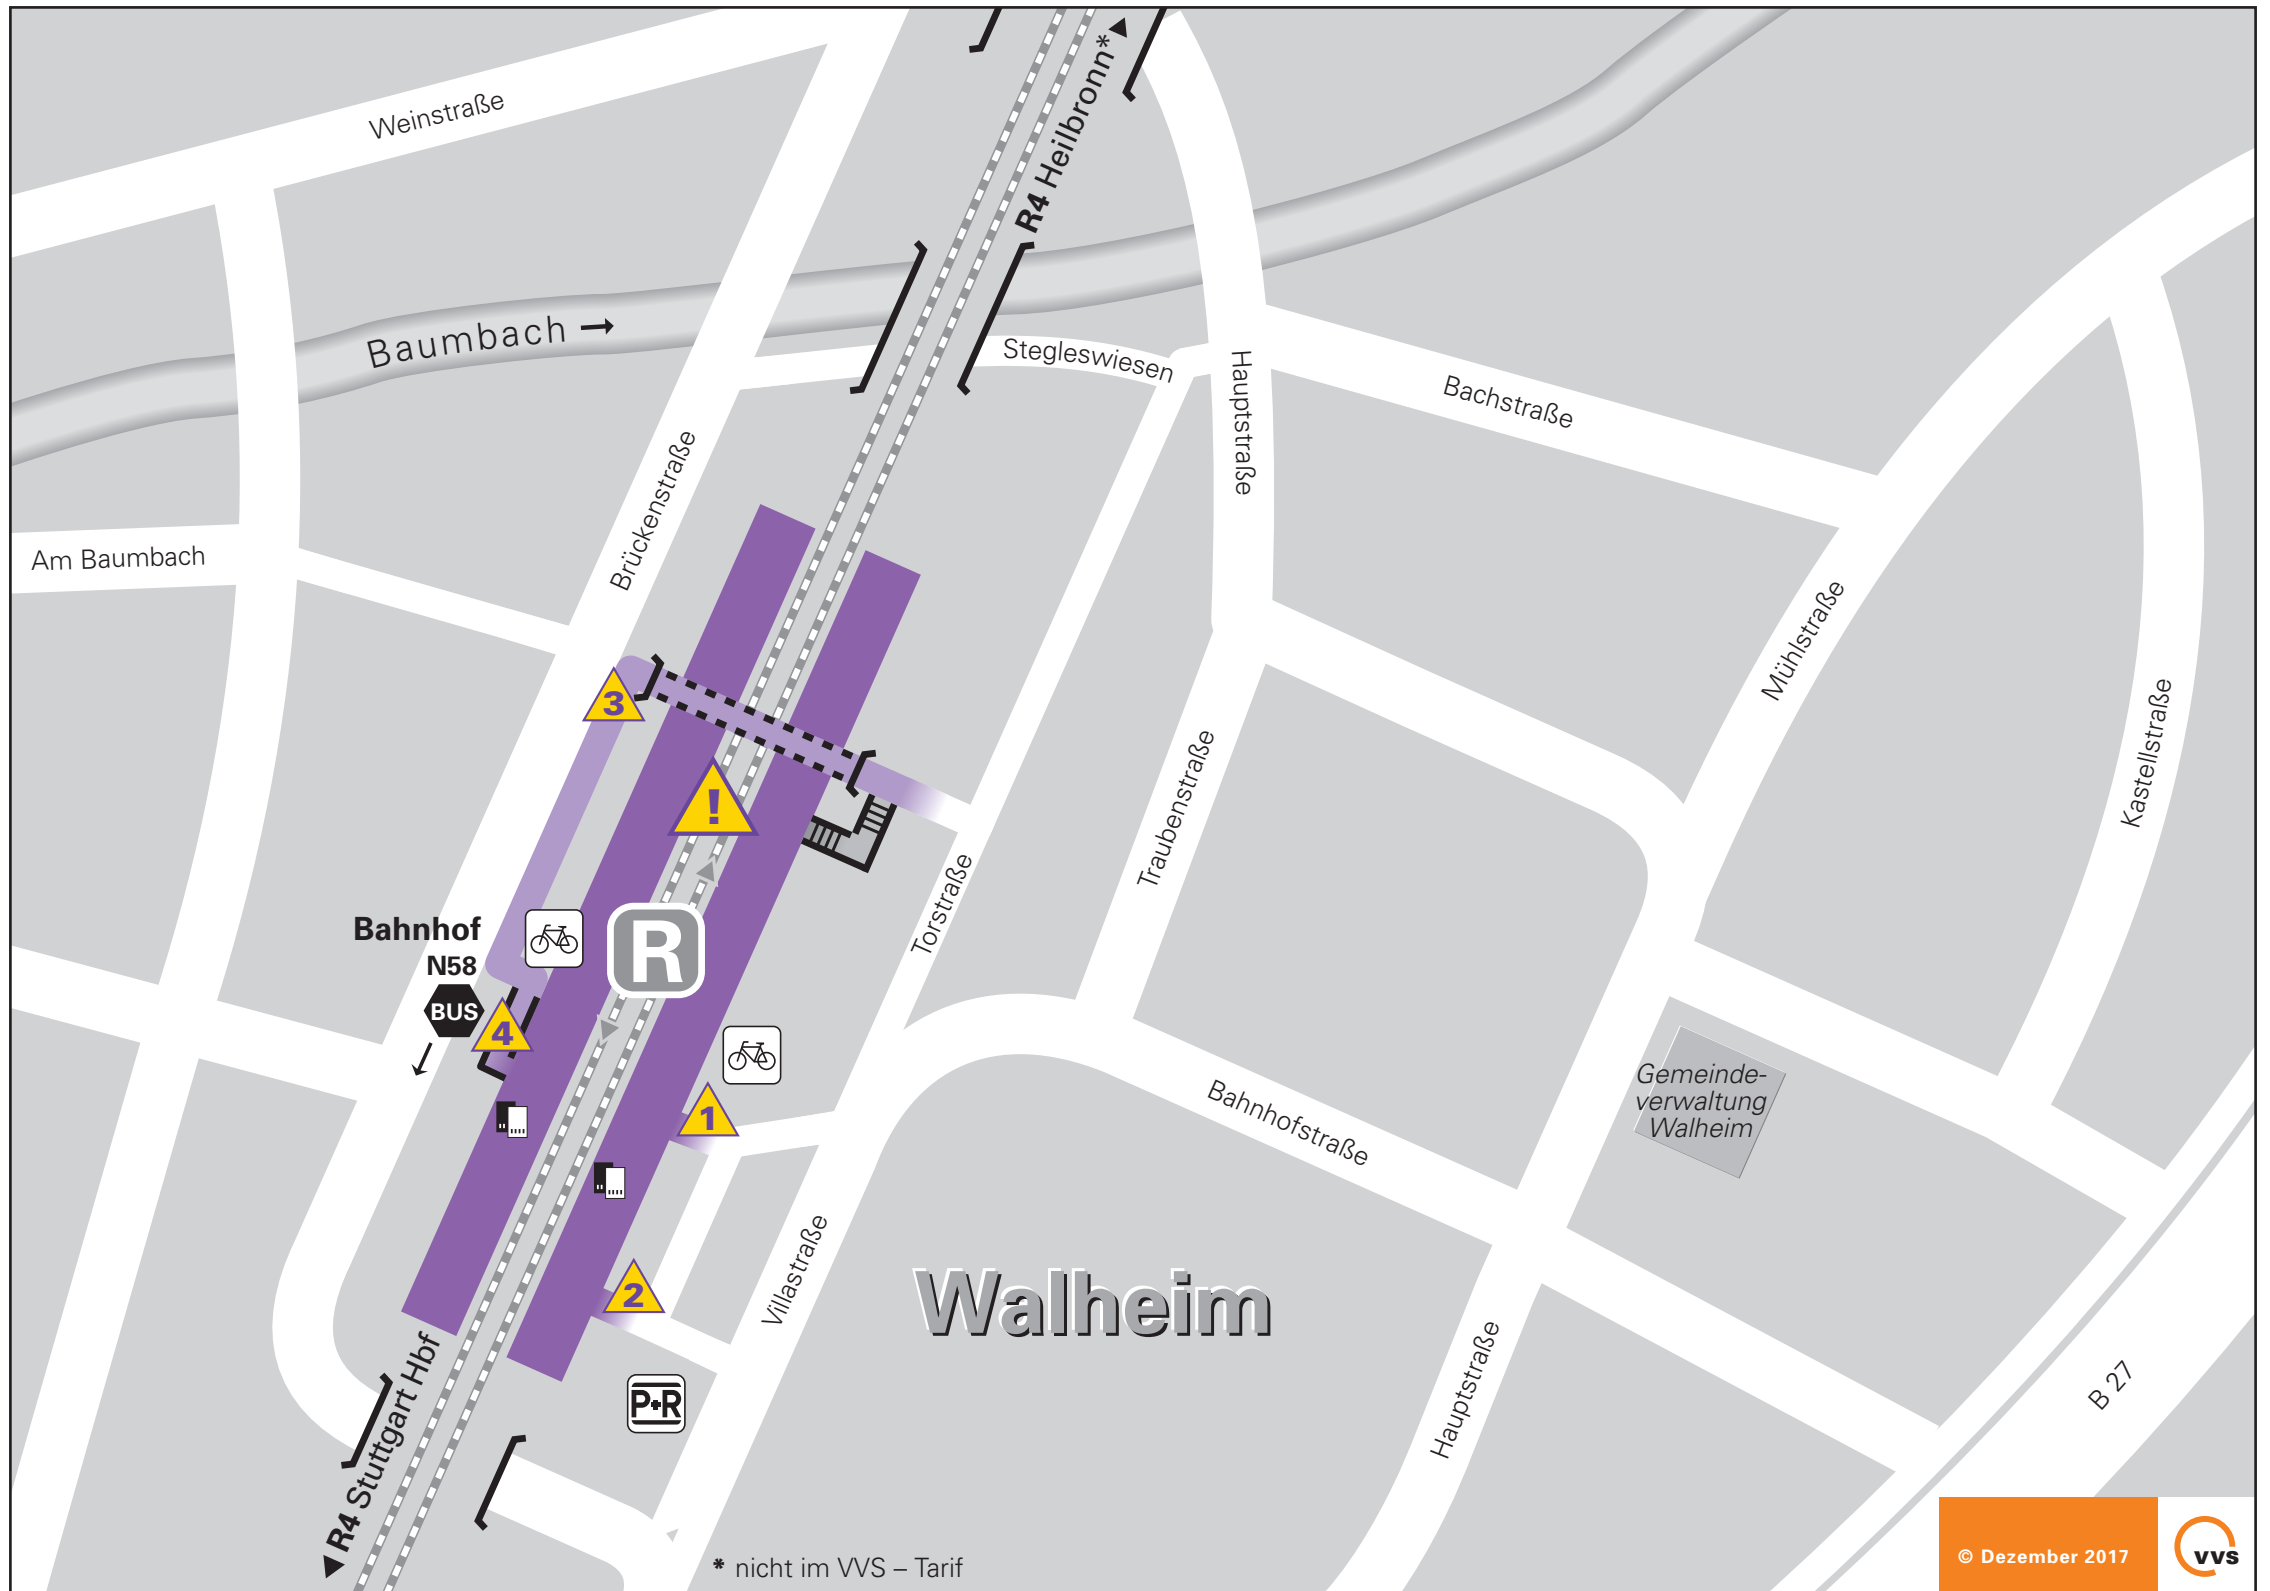 Weinstraße
R4 Heilbronn*
Baumbach →
Stegleswiesen
Hauptstraße
Bachstraße
Brückenstraße
Am Baumbach
Mühlstraße
Kastellstraße
3
Traubenstraße
!
Torstraße
Bahnhof
N58
BUS
4
R
1
Gemeinde-
verwaltung
Walheim
Bahnhofstraße
2
Villastraße
Walheim
R4 Stuttgart Hbf
P+R
Hauptstraße
B 27
* nicht im VVS – Tarif
© Dezember 2017
vvs